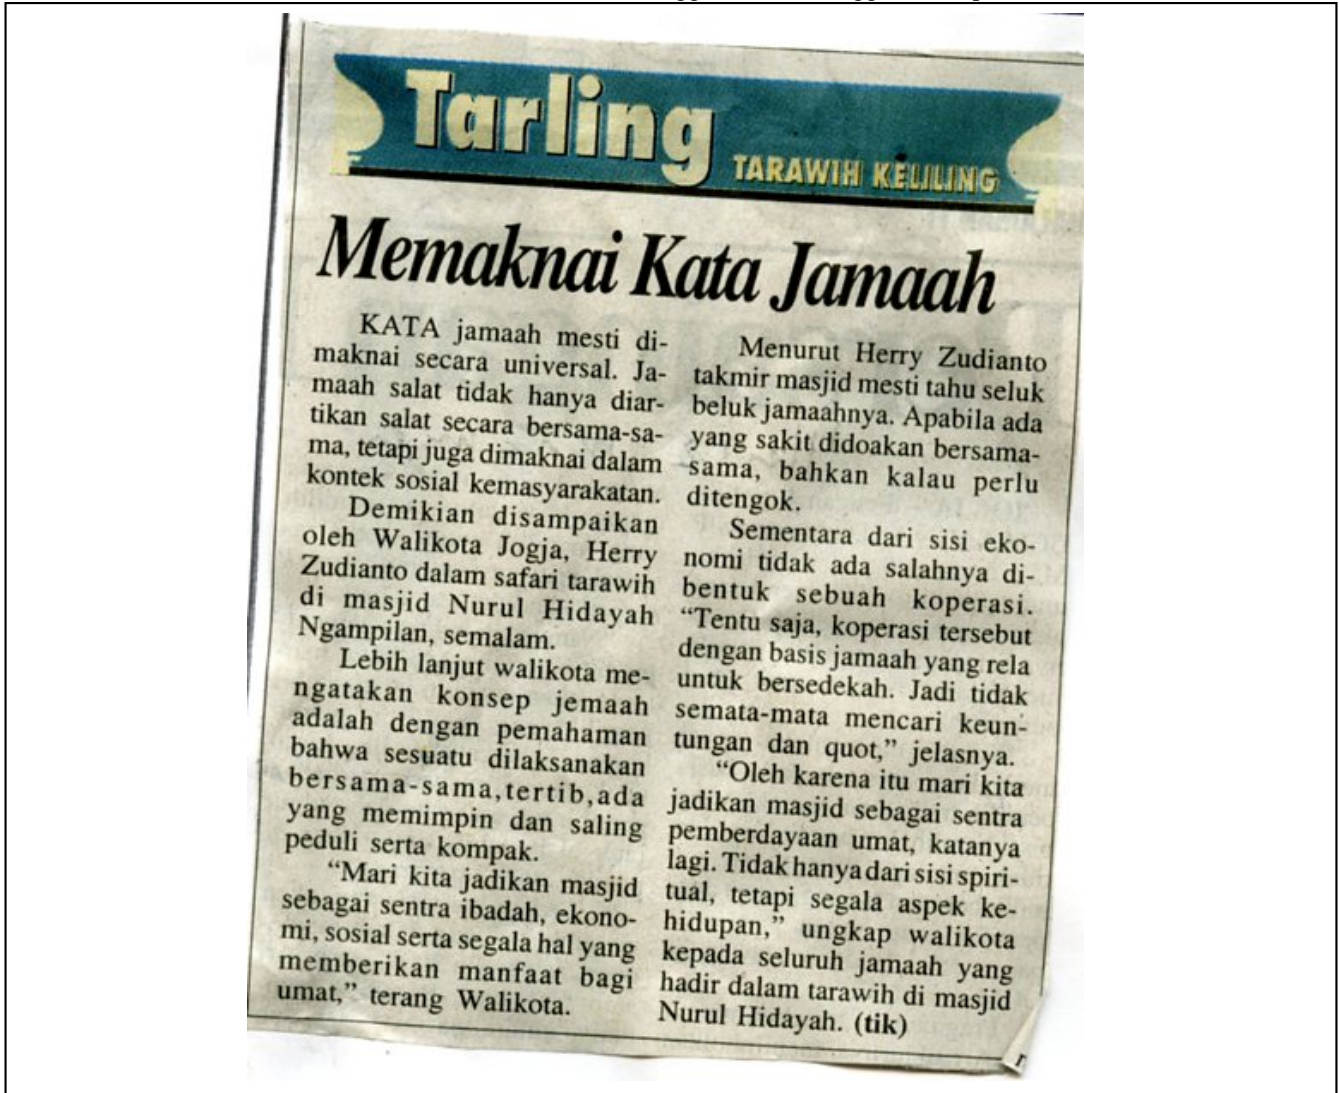 Tarling
TARAWIH KELILING
Memaknai Kata Jamaah
KATA jamaah mesti di-
maknai secara universal. Ja-
maah salat tidak hanya diar-
tikan salat secara bersama-sa-
ma, tetapi juga dimaknai dalam
kontek sosial kemasyarakatan.
Demikian disampaikan
oleh Walikota Jogja, Herry
Zudianto dalam safari tarawih
di masjid Nurul Hidayah
Ngampilan, semalam.
Lebih lanjut walikota me-
ngatakan konsep jemaah
adalah dengan pemahaman
bahwa sesuatu dilaksanakan
bersama-sama,tertib,ada
yang memimpin dan saling
peduli serta kompak.
“Mari kita jadikan masjid
sebagai sentra ibadah, ekono-
mi, sosial serta segala hal yang
memberikan manfaat bagi
umat,” terang Walikota.
Menurut Herry Zudianto
takmir masjid mesti tahu seluk
beluk jamaahnya. Apabila ada
yang sakit didoakan bersama-
sama, bahkan kalau perlu
ditengok.
Sementara dari sisi eko-
nomi tidak ada salahnya di-
bentuk sebuah koperasi.
“Tentu saja, koperasi tersebut
dengan basis jamaah yang rela
untuk bersedekah. Jadi tidak
semata-mata mencari keun-
tungan dan quot,” jelasnya.
“Oleh karena itu mari kita
jadikan masjid sebagai sentra
pemberdayaan umat, katanya
lagi. Tidak hanya dari sisi spiri-
tual, tetapi segala aspek ke-
hidupan,” ungkap walikota
kepada seluruh jamaah yang
hadir dalam tarawih di masjid
Nurul Hidayah. (tik)